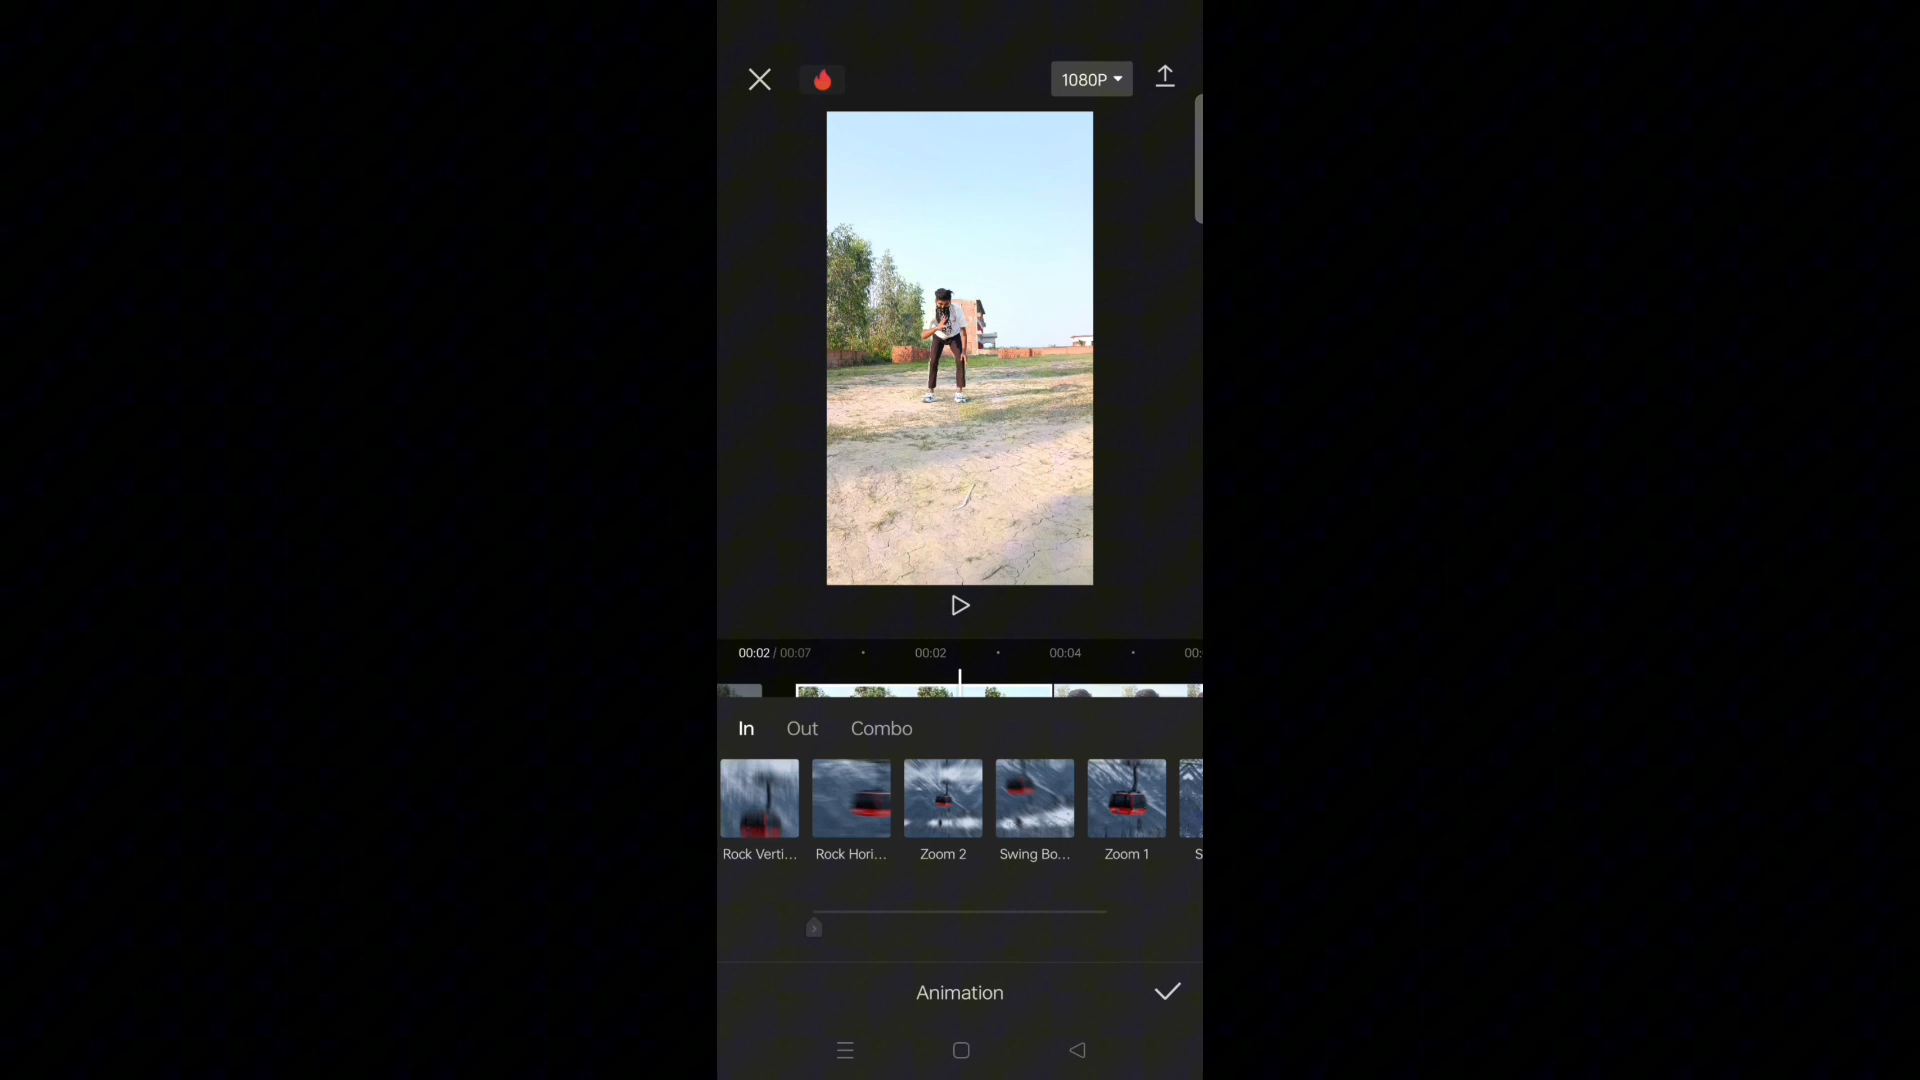 1080P
00:02 / 00:07
00:02
00:04
00:
In
Out
Combo
Rock Verti...
Rock Hori...
Zoom 2
Swing Bo...
Zoom 1
S
Animation